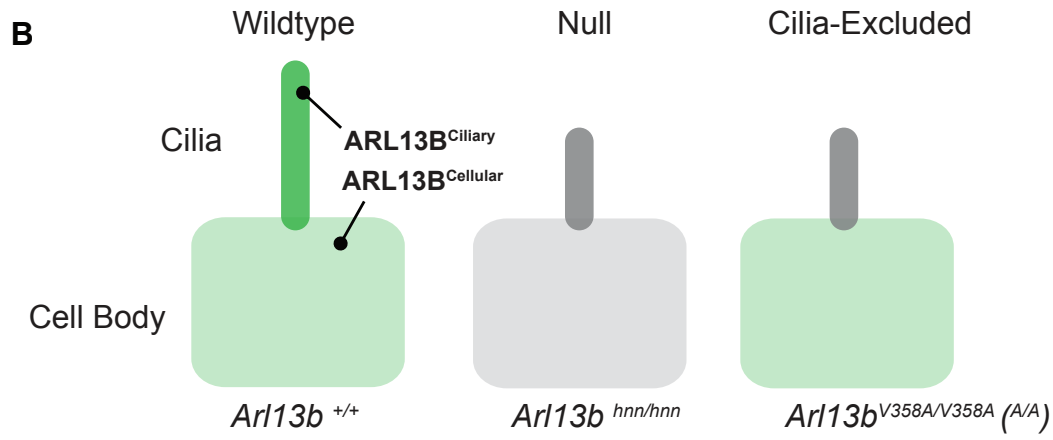 B
Wildtype Null Cilia-Excluded
Cilia
ARL13B^Ciliary
ARL13B^Cellular
Cell Body
Arl13b +/+ Arl13b hnn/hnn Arl13b V358A/V358A (A/A)